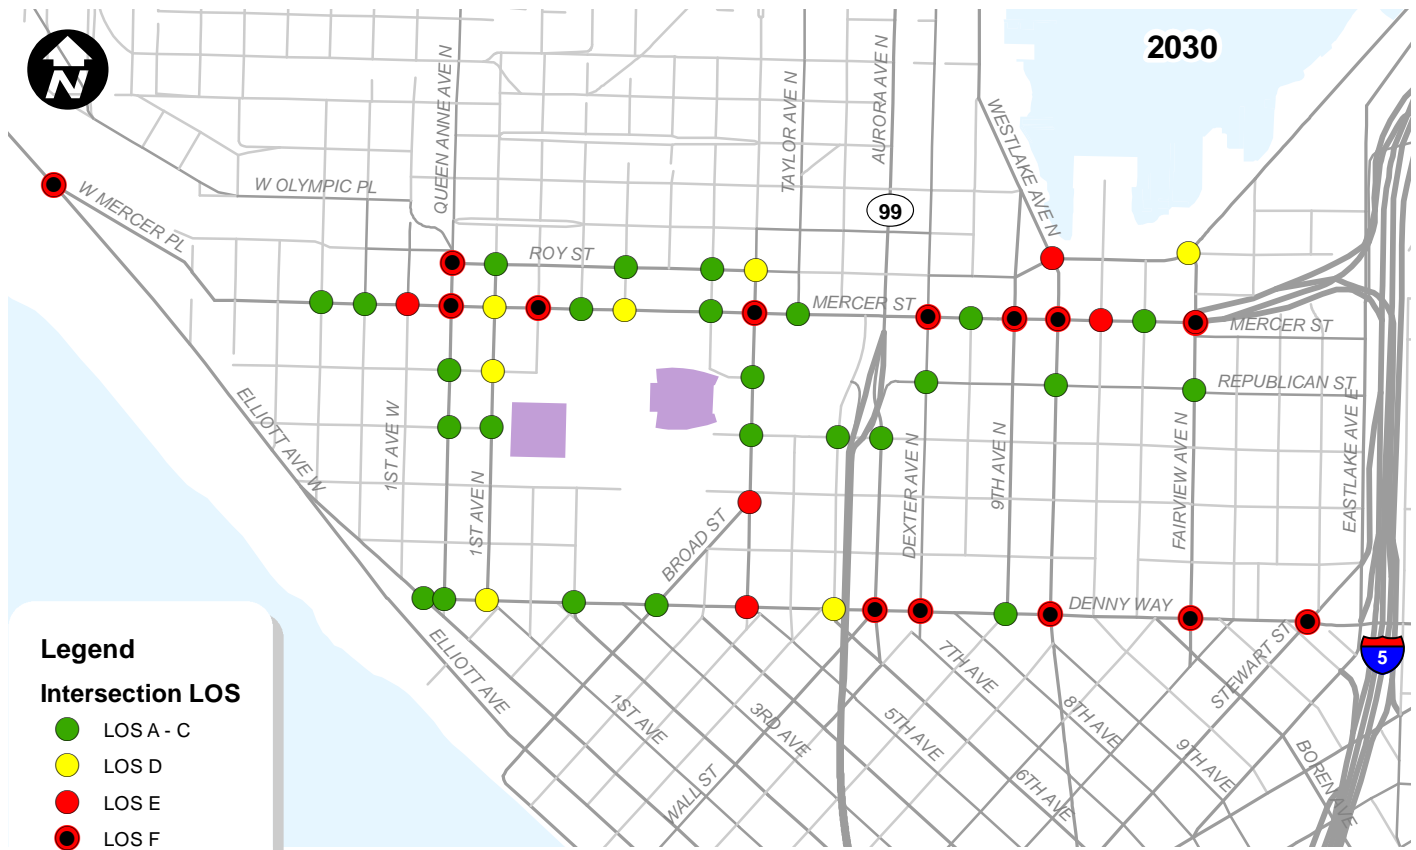 2030
N
QUEEN ANNE AVE N
TAYLOR AVE N
AURORA AVE N
WESTLAKE AVE N
W OLYMPIC PL
W MERCER PL
99
ROY ST
MERCER ST
MERCER ST
REPUBLICAN ST
ELLIOTT AVE W
1ST AVE W
1ST AVE N
BROAD ST
DEXTER AVE N
9TH AVE N
FAIRVIEW AVE N
EASTLAKE AVE E
DENNY WAY
5
ELLIOTT AVE
1ST AVE
3RD AVE
WALL ST
5TH AVE
7TH AVE
6TH AVE
8TH AVE
9TH AVE
STEWART ST
BOREN AVE
Legend
Intersection LOS
LOS A - C
LOS D
LOS E
LOS F